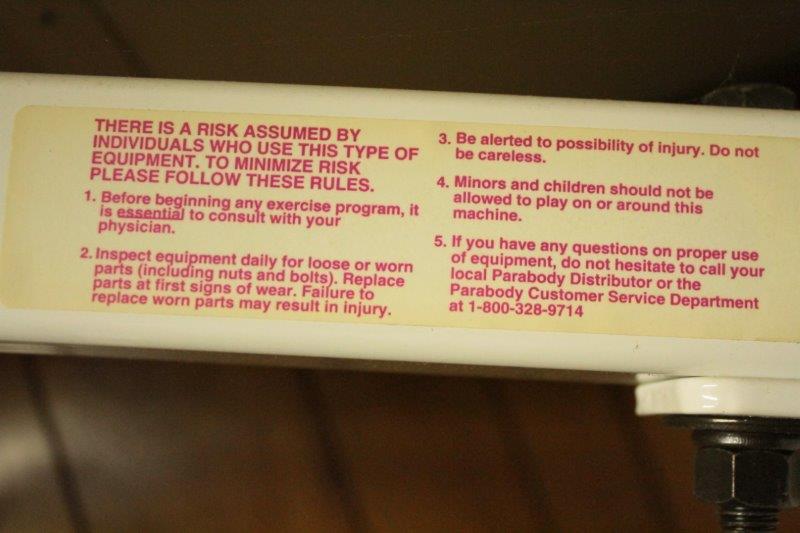 THERE IS A RISK ASSUMED BY
INDIVIDUALS WHO USE THIS TYPE OF
EQUIPMENT. TO MINIMIZE RISK
PLEASE FOLLOW THESE RULES.
1. Before beginning any exercise program, it
is essential to consult with your
physician.
2. Inspect equipment daily for loose or worn
parts (including nuts and bolts). Replace
parts at first signs of wear. Failure to
replace worn parts may result in injury.
3. Be alerted to possibility of injury. Do not
be careless.
4. Minors and children should not be
allowed to play on or around this
machine.
5. If you have any questions on proper use
of equipment, do not hesitate to call your
local Parabody Distributor or the
Parabody Customer Service Department
at 1-800-328-9714